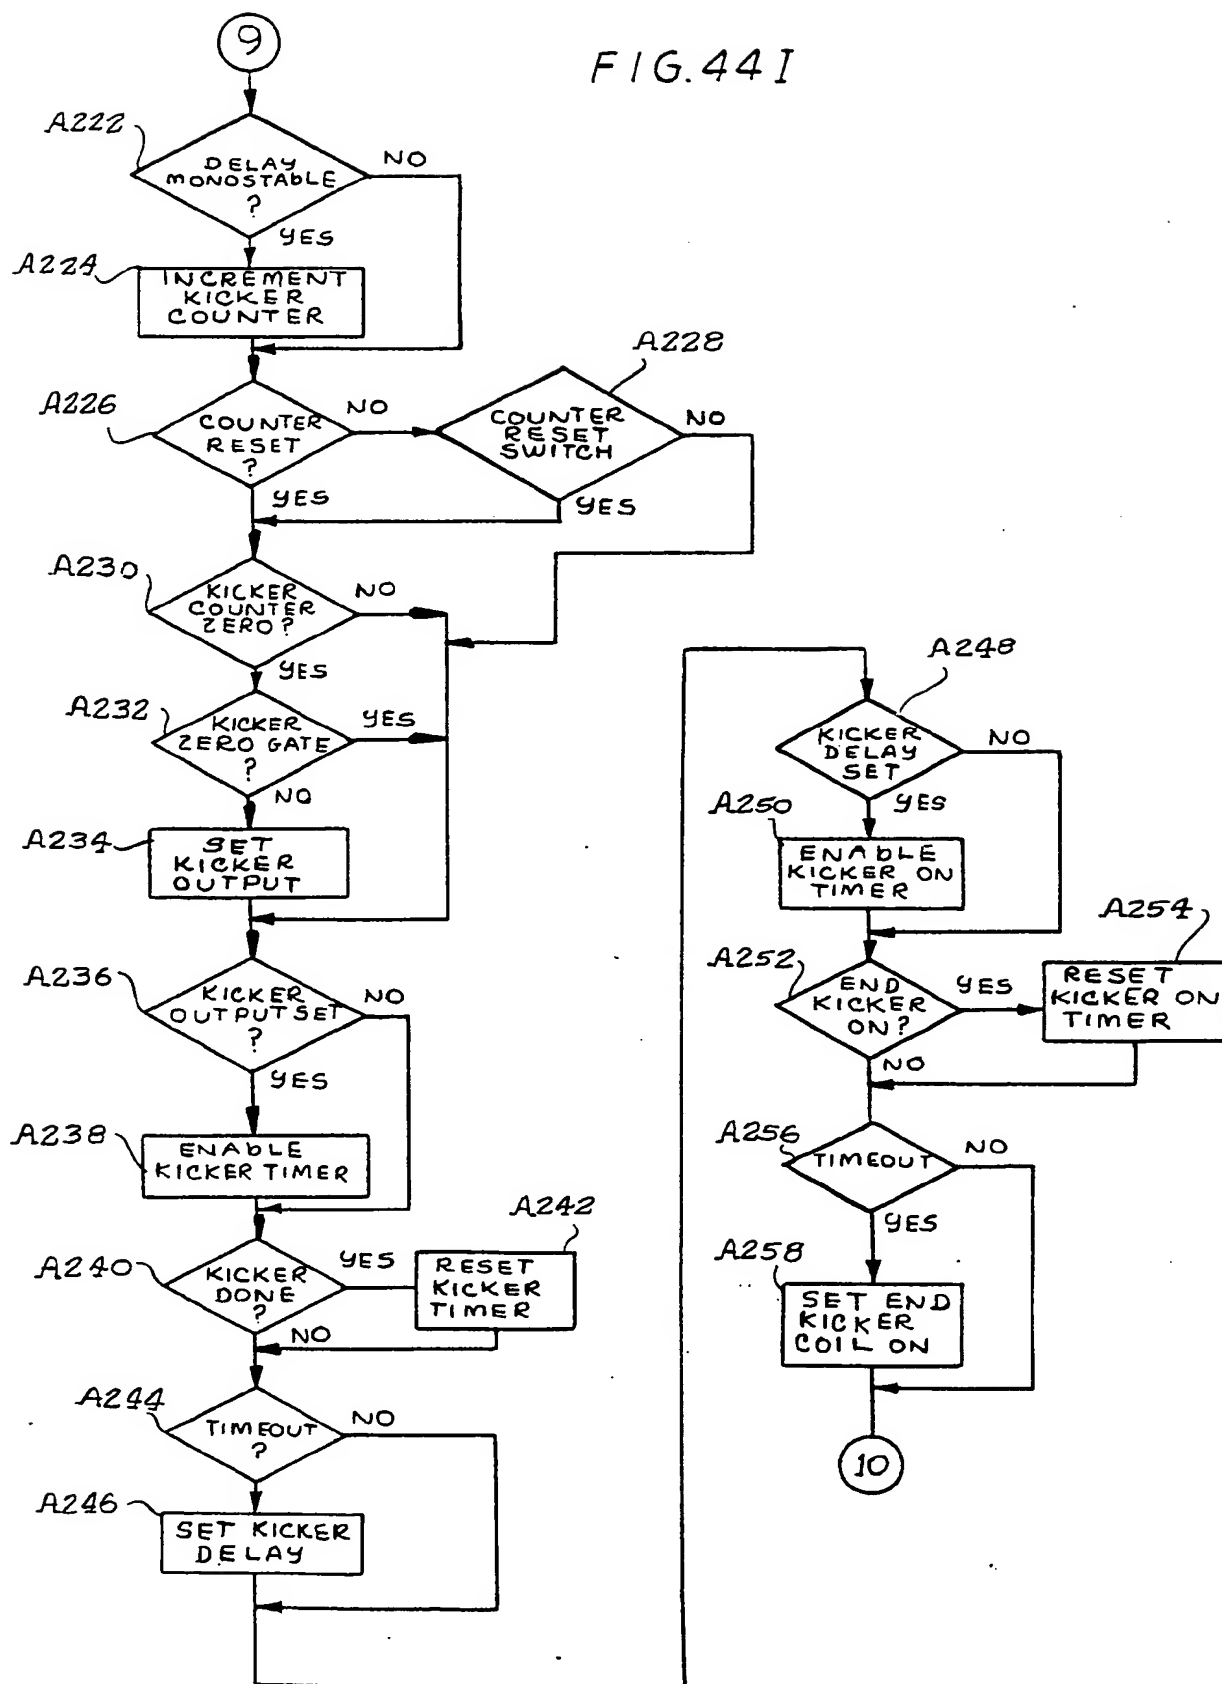 9
FIG.44I
A222
DELAY
MONOSTABLE
?
NO
YES
A224
INCREMENT
KICKER
COUNTER
A226
COUNTER
RESET
?
NO
YES
A228
COUNTER
RESET
SWITCH
NO
YES
A230
KICKER
COUNTER
ZERO?
NO
YES
A232
KICKER
ZERO GATE
?
YES
NO
A234
SET
KICKER
OUTPUT
A236
KICKER
OUTPUT SET
?
NO
YES
A238
ENABLE
KICKER TIMER
A240
KICKER
DONE
?
YES
NO
A242
RESET
KICKER
TIMER
A244
TIMEOUT
?
NO
A246
SET KICKER
DELAY
A248
KICKER
DELAY
SET
NO
YES
A250
ENABLE
KICKER ON
TIMER
A252
END
KICKER
ON?
YES
NO
A254
RESET
KICKER ON
TIMER
A256
TIMEOUT
NO
YES
A258
SET END
KICKER
COIL ON
10